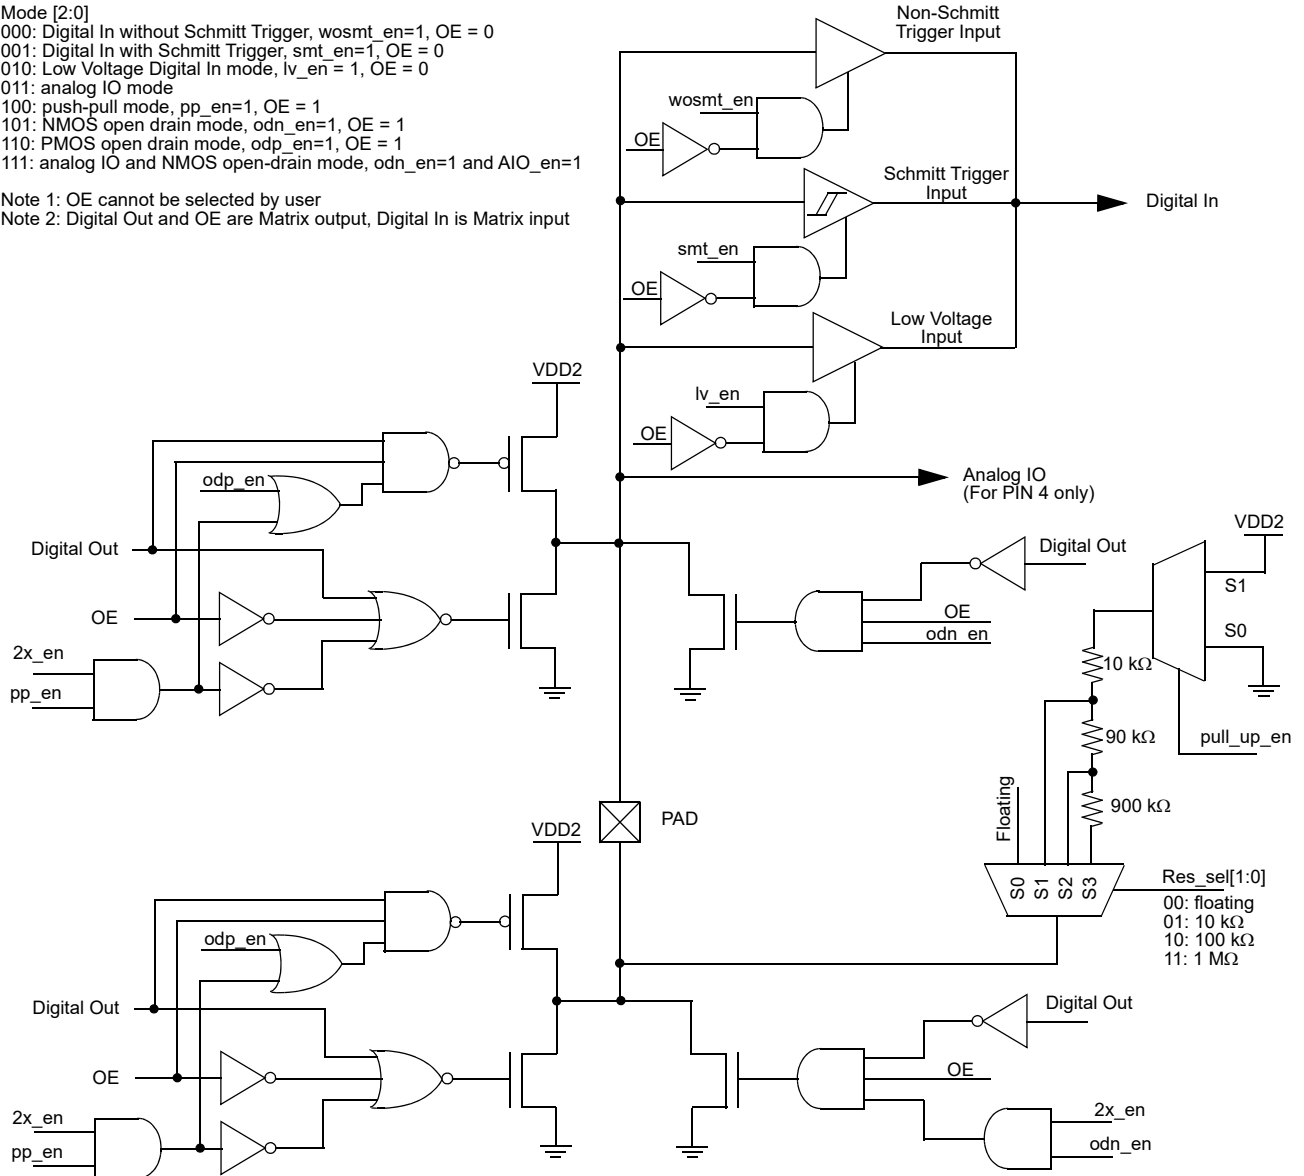 Mode [2:0]
000: Digital In without Schmitt Trigger, wosmt_en=1, OE = 0
001: Digital In with Schmitt Trigger, smt_en=1, OE = 0
010: Low Voltage Digital In mode, lv_en = 1, OE = 0
011: analog IO mode
100: push-pull mode, pp_en=1, OE = 1
101: NMOS open drain mode, odn_en=1, OE = 1
110: PMOS open drain mode, odp_en=1, OE = 1
111: analog IO and NMOS open-drain mode, odn_en=1 and AIO_en=1
Note 1: OE cannot be selected by user
Note 2: Digital Out and OE are Matrix output, Digital In is Matrix input
Non-Schmitt
Trigger Input
wosmt_en
OE
Schmitt Trigger
Input
Digital In
smt_en
OE
Low Voltage
Input
lv_en
OE
VDD2
odp_en
Digital Out
OE
2x_en
pp_en
Analog IO
(For PIN 4 only)
Digital Out
OE
odn_en
VDD2
S1
S0
10 kΩ
90 kΩ
pull_up_en
900 kΩ
Floating
S0
S1
S2
S3
Res_sel[1:0]
00: floating
01: 10 kΩ
10: 100 kΩ
11: 1 MΩ
PAD
VDD2
odp_en
Digital Out
OE
2x_en
pp_en
Digital Out
OE
2x_en
odn_en